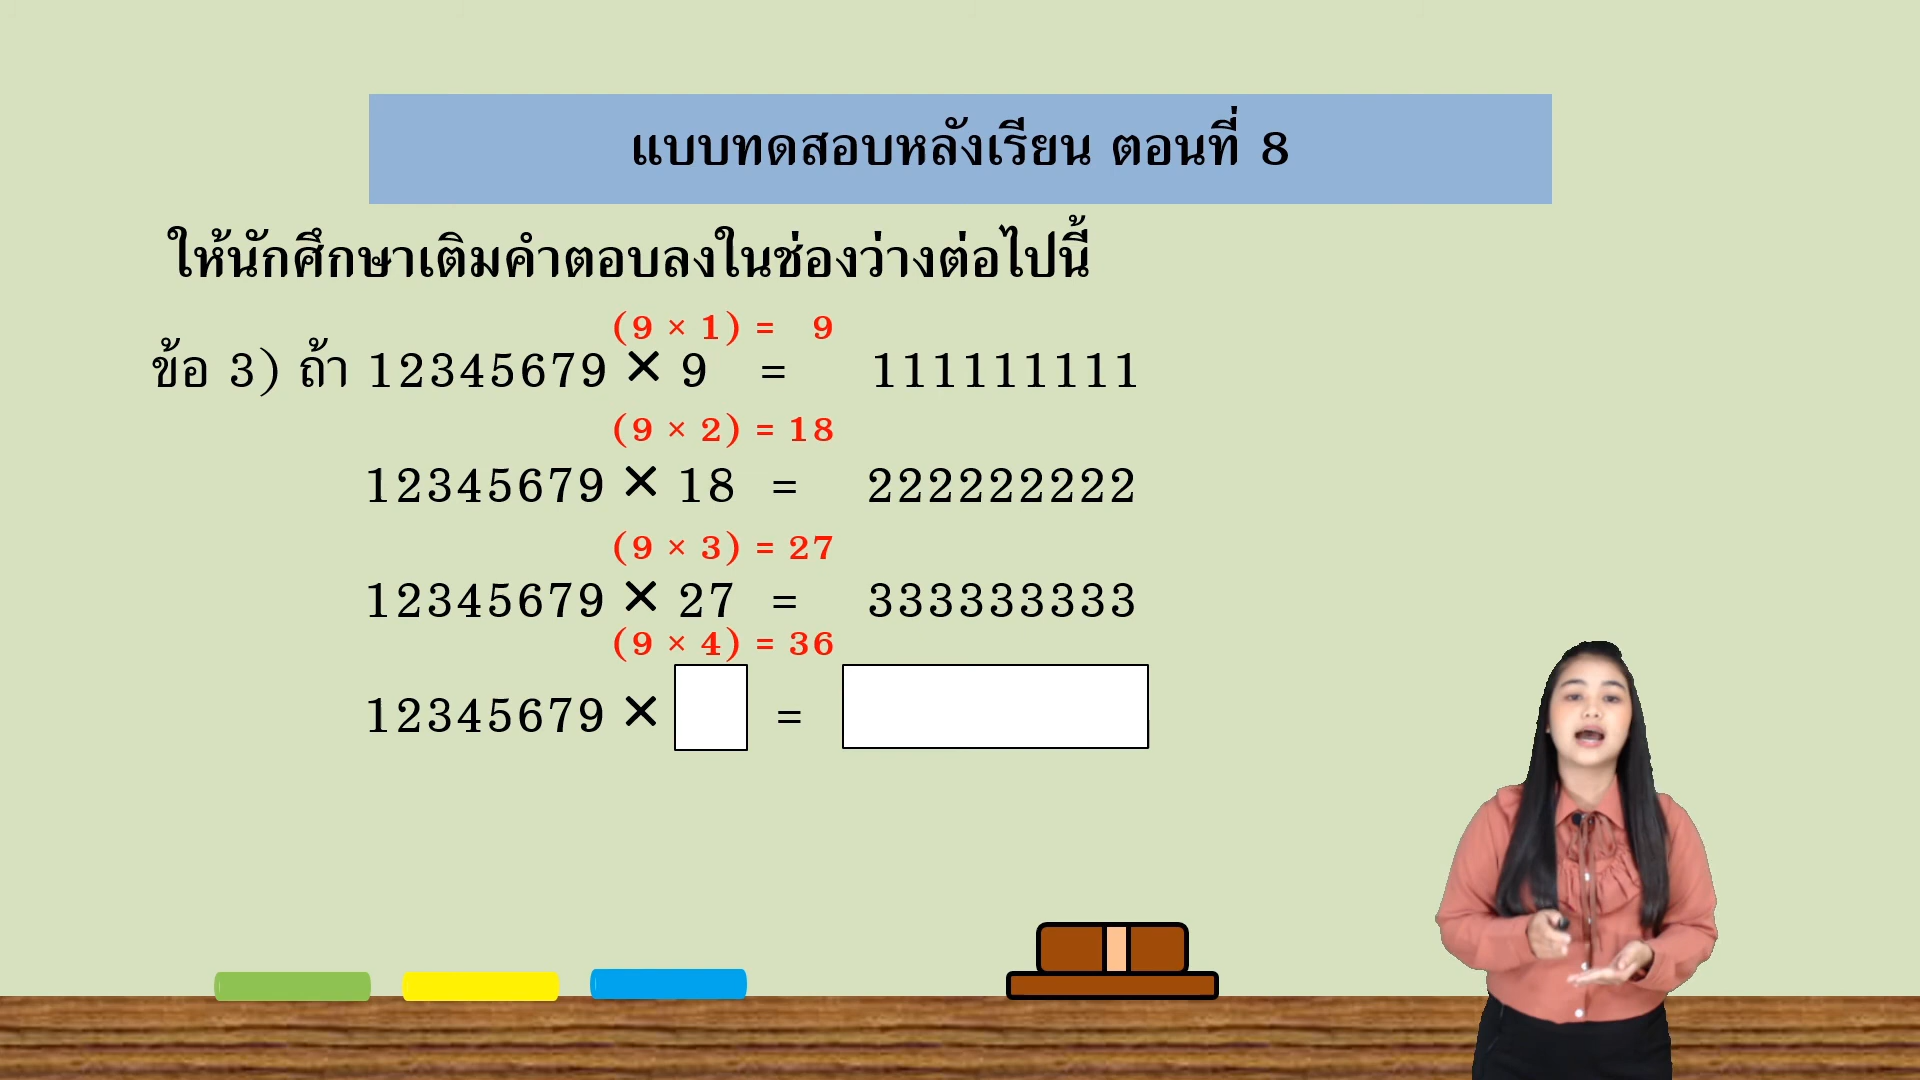 แบบทดสอบหลังเรียน ตอนที่ 8
ให้นักศึกษาเติมคำตอบลงในช่องว่างต่อไปนี้
(9 × 1) = 9
ข้อ 3) ถ้า 12345679 × 9 = 111111111
(9 × 2) = 18
12345679 × 18 = 222222222
(9 × 3) = 27
12345679 × 27 = 333333333
(9 × 4) = 36
12345679 × =